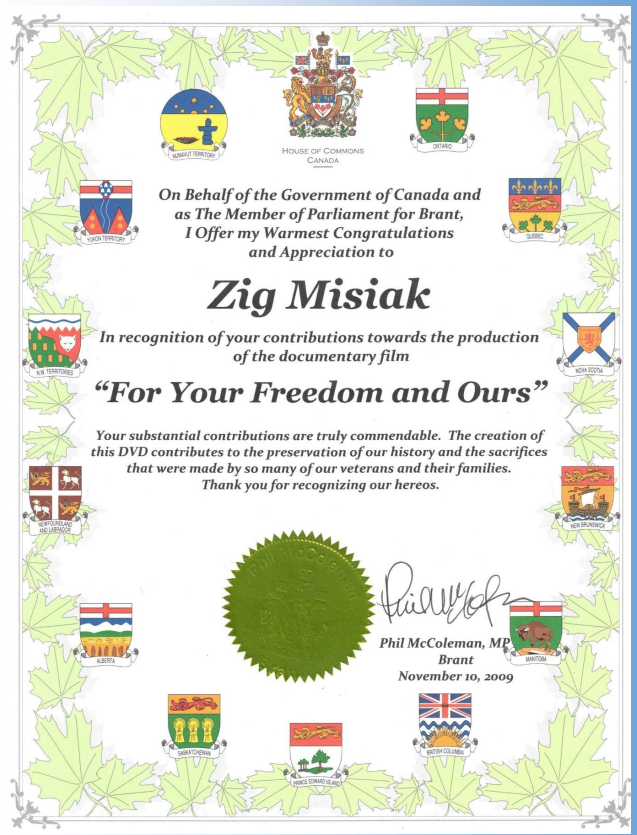 HOUSE OF COMMONS
CANADA
NUNAVUT TERRITORY
ONTARIO
YUKON TERRITORY
QUEBEC
On Behalf of the Government of Canada and
as The Member of Parliament for Brant,
I Offer my Warmest Congratulations
and Appreciation to
Zig Misiak
In recognition of your contributions towards the production
of the documentary film
N.W. TERRITORIES
NOVA SCOTIA
“For Your Freedom and Ours”
Your substantial contributions are truly commendable. The creation of
this DVD contributes to the preservation of our history and the sacrifices
that were made by so many of our veterans and their families.
Thank you for recognizing our hereos.
NEWFOUNDLAND
AND LABRADOR
NEW BRUNSWICK
Phil McColeman
Phil McColeman, MP
Brant
November 10, 2009
ALBERTA
MANITOBA
SASKATCHEWAN
PRINCE EDWARD ISLAND
BRITISH COLUMBIA